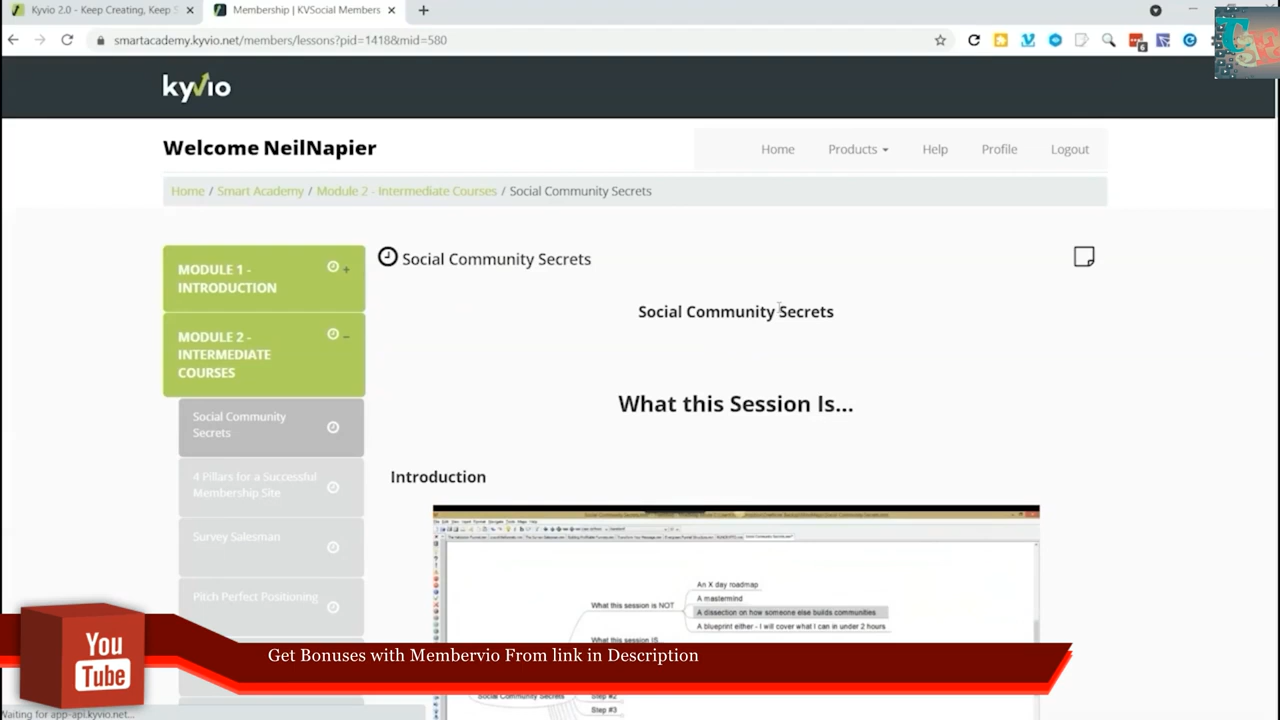 Kyvio 2.0 - Keep Creating, Keep S
Membership | KVSocial Members
smartacademy.kyvio.net/members/lessons?pid=1418&mid=580
6
kyvio
Welcome NeilNapier
Home
Products
Help
Profile
Logout
Home / Smart Academy / Module 2 - Intermediate Courses / Social Community Secrets
MODULE 1 -
INTRODUCTION
MODULE 2 -
INTERMEDIATE
COURSES
Social Community
Secrets
4 Pillars for a Successful
Membership Site
Survey Salesman
Pitch Perfect Positioning
Social Community Secrets
Social Community Secrets
What this Session Is...
Introduction
What this session is NOT
An X day roadmap
A mastermind
A dissection on how someone else builds communities
A blueprint either - I will cover what I can in under 2 hours
What this session IS...
Social Community Secrets
Step #2
Step #3
You
Tube
Get Bonuses with Membervio From link in Description
Waiting for app-api.kyvio.net...